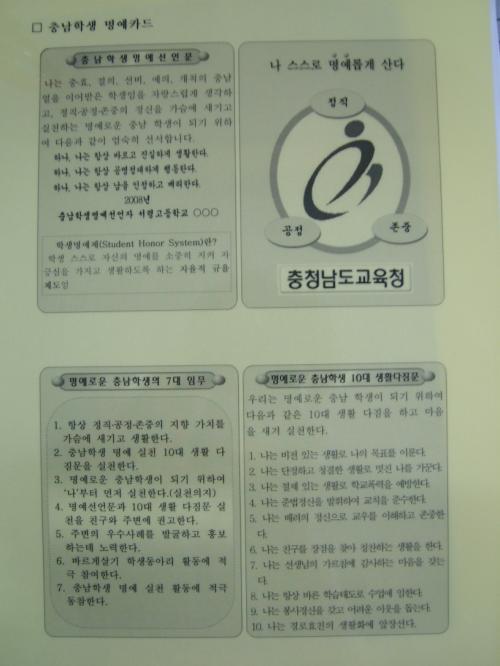 □ 충남학생 명예카드
충남학생명예선언문
나는 충·효, 절의, 선비, 예의, 개척의 충남
얼을 이어받은 학생임을 자랑스럽게 생각하
고, 정직·공정·존중의 정신을 가슴에 새기고
실천하는 명예로운 충남 학생이 되기 위하
여 다음과 같이 엄숙히 선서합니다.
하나, 나는 항상 바르고 진실하게 생활한다.
하나, 나는 항상 공명정대하게 행동한다.
하나, 나는 항상 남을 인정하고 배려한다.
2008년
충남학생명예선언자 서령고등학교 ○○○
학생명예제(Student Honor System)란?
학생 스스로 자신의 명예를 소중히 지켜 자
긍심을 가지고 생활하도록 하는 자율적 규율
제도임
나 스스로 명예롭게 산다
정직
공정
존중
충청남도교육청
명예로운 충남학생의 7대 임무
1. 항상 정직·공정·존중의 지향 가치를
가슴에 새기고 생활한다.
2. 충남학생 명예 실천 10대 생활 다
짐문을 실천한다.
3. 명예로운 충남학생이 되기 위하여
'나'부터 먼저 실천한다.(실천의지)
4. 명예선언문과 10대 생활 다짐문 실
천을 친구와 주변에 권고한다.
5. 주변의 우수사례를 발굴하고 홍보
하는데 노력한다.
6. 바르게살기 학생동아리 활동에 적
극 참여한다.
7. 충남학생 명예 실천 활동에 적극
동참한다.
명예로운 충남학생 10대 생활다짐문
우리는 명예로운 충남 학생이 되기 위하여
다음과 같은 10대 생활 다짐을 하고 마음
을 새겨 실천한다.
1. 나는 비전 있는 생활로 나의 목표를 이룬다.
2. 나는 단정하고 청결한 생활로 멋진 나를 가꾼다.
3. 나는 절제 있는 생활로 학교폭력을 예방한다.
4. 나는 준법정신을 발휘하여 교칙을 준수한다.
5. 나는 배려의 정신으로 교우를 이해하고 존중한
다.
6. 나는 친구를 장점을 찾아 칭찬하는 생활을 한다.
7. 나는 선생님의 가르침에 감사하는 마음을 갖는
다.
8. 나는 항상 바른 학습태도로 수업에 임한다.
9. 나는 봉사정신을 갖고 어려운 이웃을 돕는다.
10. 나는 경로효친의 생활화에 앞장선다.